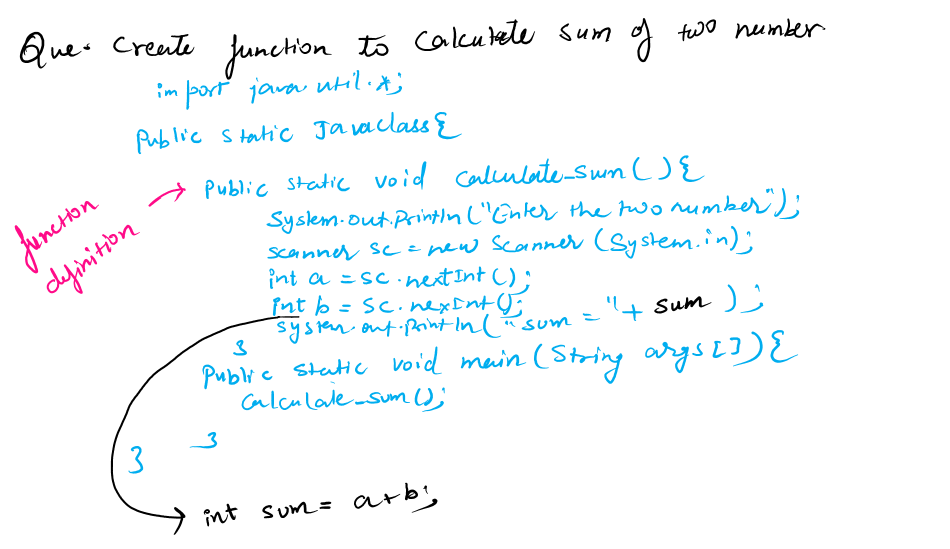 Que. Create function to Calculate sum of two number
import java util.*;
Public static Javaclass{
function definition
Public static void Calculate_sum( ){
System.out.Println("Enter the two number");
scanner sc = new Scanner (System.in);
int a = sc.nextInt();
int b = sc.nexInt();
system.out.Println("sum = "+ sum );
}
Public static void main(String args[]){
Calculate_sum();
}
}
int sum = a+b;